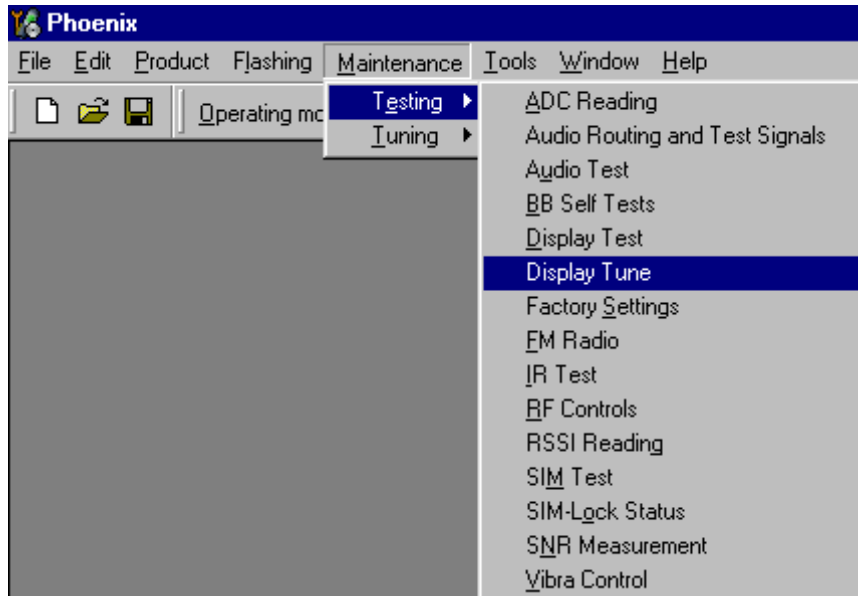 Phoenix
File Edit Product Flashing Maintenance Tools Window Help
Operating mo
Testing
Tuning
ADC Reading
Audio Routing and Test Signals
Audio Test
BB Self Tests
Display Test
Display Tune
Factory Settings
FM Radio
IR Test
RF Controls
RSSI Reading
SIM Test
SIM-Lock Status
SNR Measurement
Vibra Control